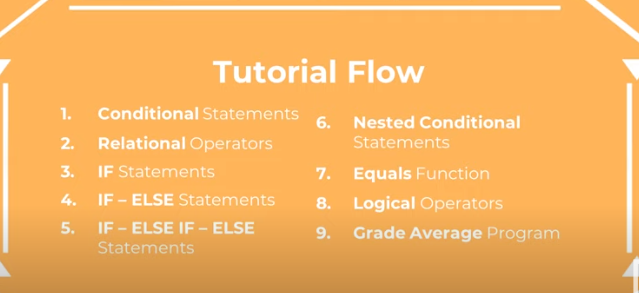 Tutorial Flow
1. Conditional Statements
2. Relational Operators
3. IF Statements
4. IF – ELSE Statements
5. IF – ELSE IF – ELSE
Statements
6. Nested Conditional
Statements
7. Equals Function
8. Logical Operators
9. Grade Average Program